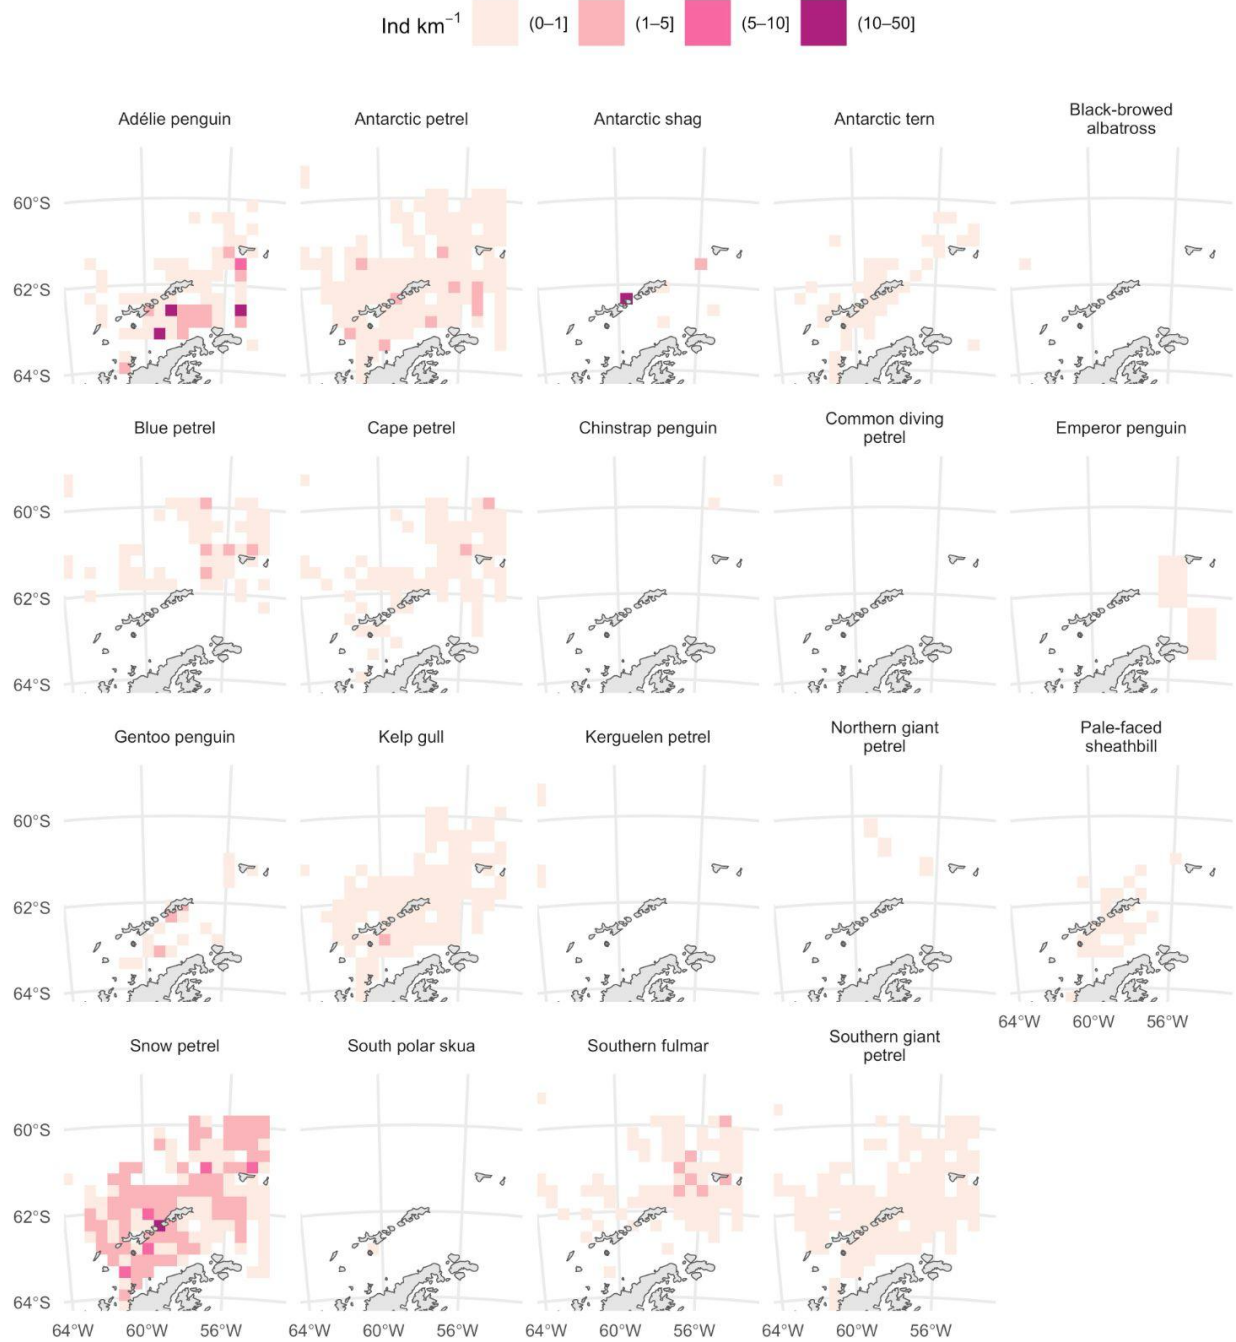 Ind km⁻¹ (0–1] (1–5] (5–10] (10–50]
Adélie penguin
Antarctic petrel
Antarctic shag
Antarctic tern
Black-browed
albatross
60°S
62°S
64°S
Blue petrel
Cape petrel
Chinstrap penguin
Common diving
petrel
Emperor penguin
60°S
62°S
64°S
Gentoo penguin
Kelp gull
Kerguelen petrel
Northern giant
petrel
Pale-faced
sheathbill
60°S
62°S
64°S
64°W 60°W 56°W
Snow petrel
South polar skua
Southern fulmar
Southern giant
petrel
60°S
62°S
64°S
64°W 60°W 56°W 64°W 60°W 56°W 64°W 60°W 56°W 64°W 60°W 56°W